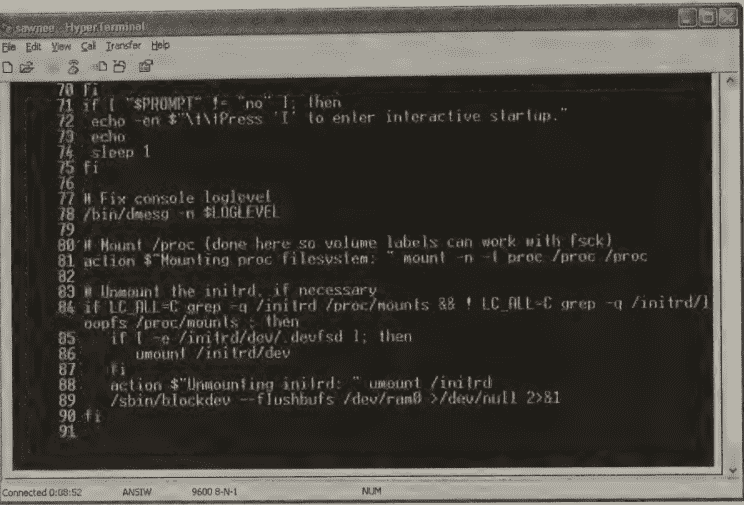 sawnee - HyperTerminal
File Edit View Call Transfer Help
70 fi
71 if [ "$PROMPT" != "no" ]; then
72  echo -en $"\t\tPress 'I' to enter interactive startup."
73  echo
74  sleep 1
75 fi
76
77 # Fix console loglevel
78 /bin/dmesg -n $LOGLEVEL
79
80 # Mount /proc (done here so volume labels can work with fsck)
81 action $"Mounting proc filesystem: " mount -n -t proc /proc /proc
82
83 # Unmount the initrd, if necessary
84 if LC_ALL=C grep -q /initrd /proc/mounts && ! LC_ALL=C grep -q /initrd/l
oopfs /proc/mounts ; then
85    if [ -e /initrd/dev/.devfsd ]; then
86       umount /initrd/dev
87    fi
88    action $"Unmounting initrd: " umount /initrd
89    /sbin/blockdev --flushbufs /dev/ram0 >/dev/null 2>&1
90 fi
91
Connected 0:08:52 ANSIW 9600 8-N-1 NUM